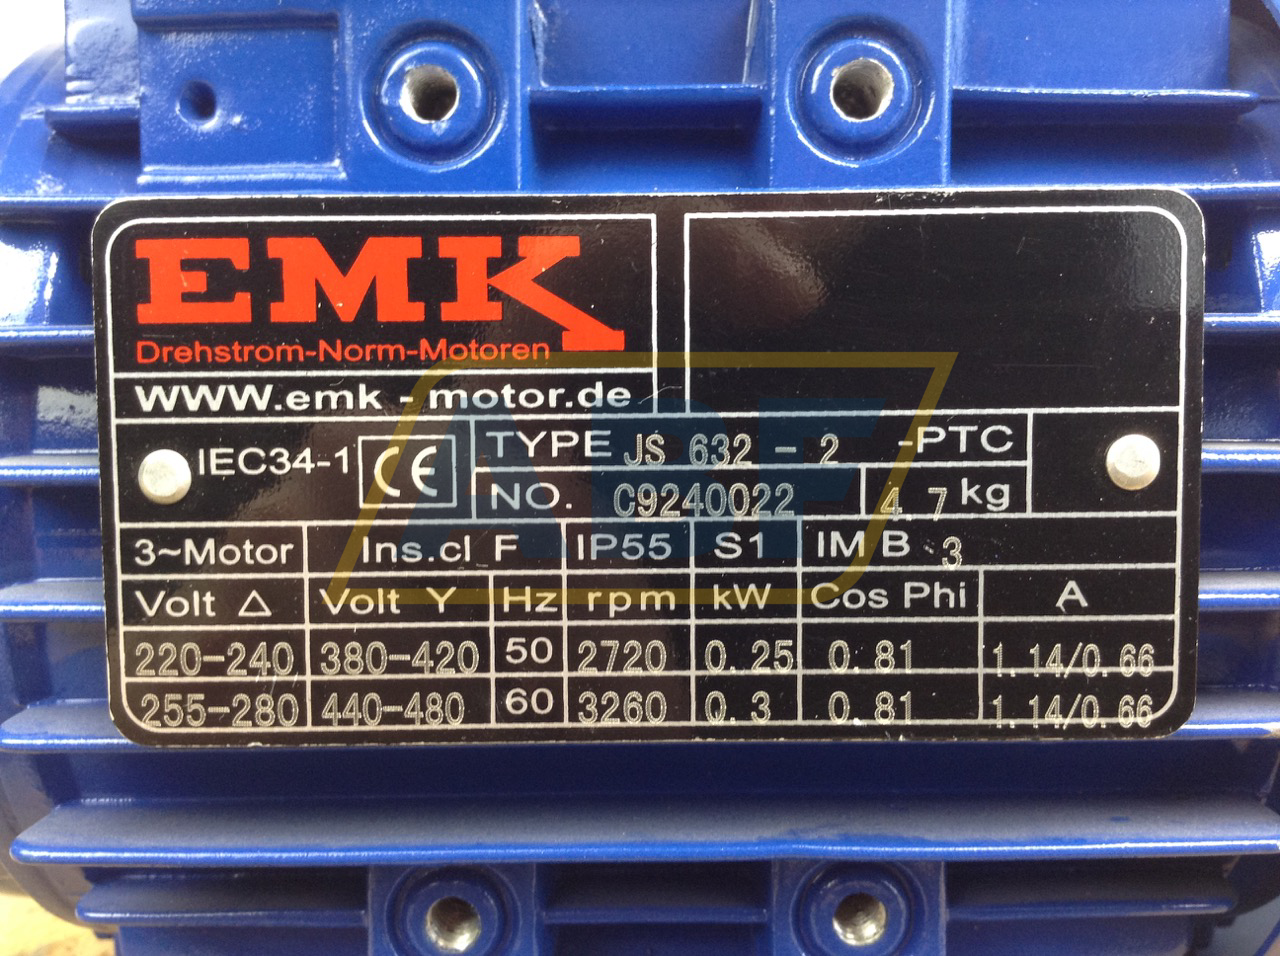 EMK
Drehstrom-Norm-Motoren
WWW.emk - motor.de
IEC34-1 CE TYPE JS 632 - 2 -PTC
NO. C9240022 4.7 kg
3~Motor Ins.cl F IP55 S1 IM B 3
Volt Δ Volt Y Hz rpm kW Cos Phi A
220-240 380-420 50 2720 0.25 0.81 1.14/0.66
255-280 440-480 60 3260 0.3 0.81 1.14/0.66
ABF